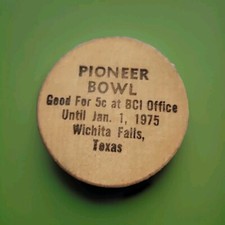 PIONEER
BOWL
Good For 5c at BCI Office
Until Jan. 1, 1975
Wichita Falls,
Texas